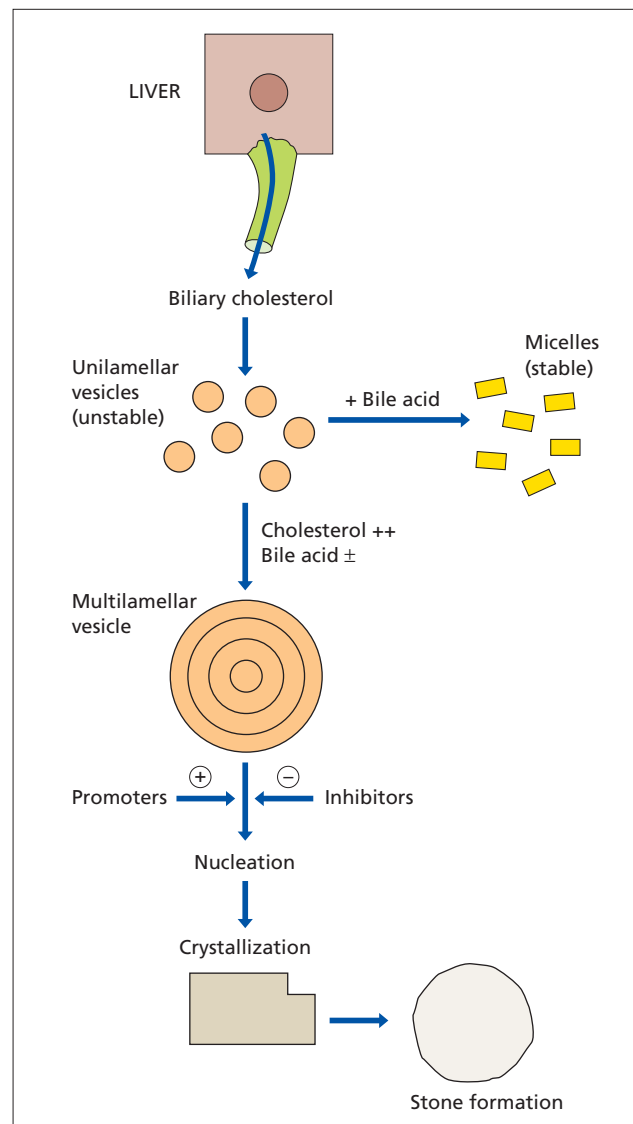 LIVER
Biliary cholesterol
Unilamellar
vesicles
(unstable)
+ Bile acid
Micelles
(stable)
Cholesterol ++
Bile acid ±
Multilamellar
vesicle
+
−
Promoters
Inhibitors
Nucleation
Crystallization
Stone formation